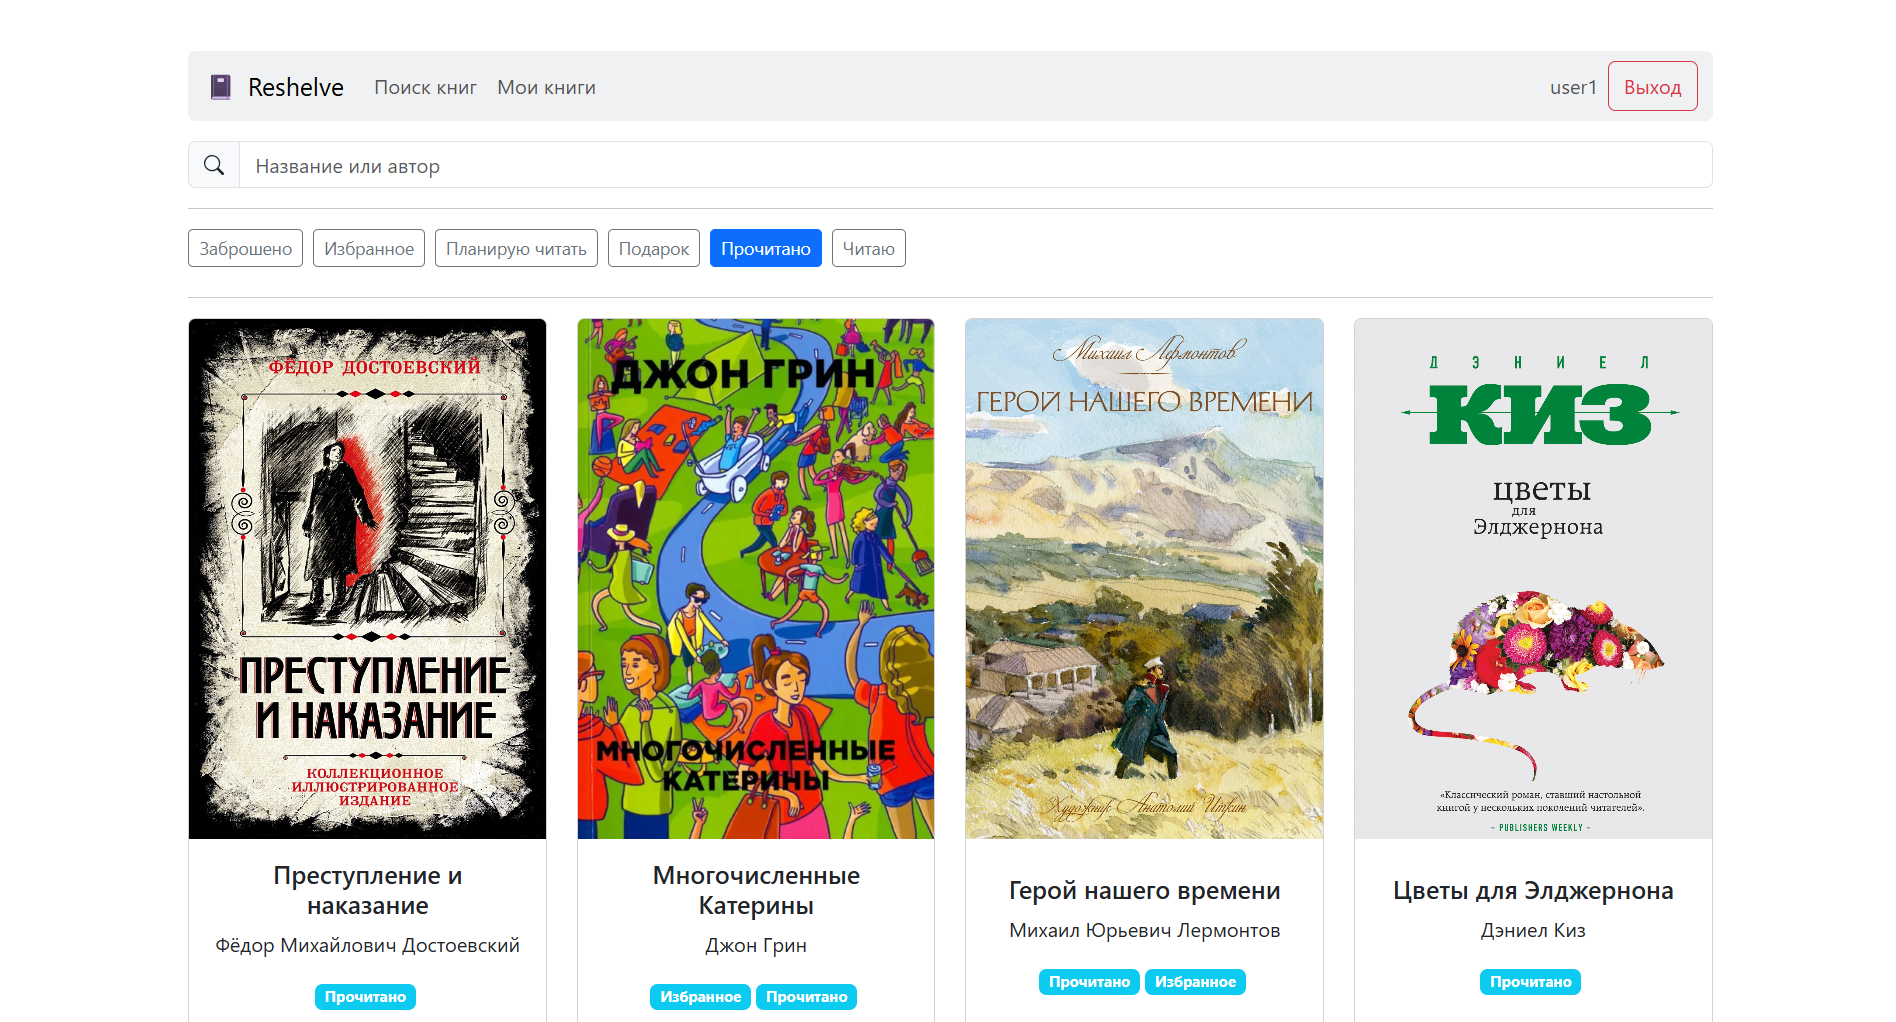 Reshelve
Поиск книг
Мои книги
user1
Выход
Название или автор
Заброшено
Избранное
Планирую читать
Подарок
Прочитано
Читаю
ФЁДОР ДОСТОЕВСКИЙ
ПРЕСТУПЛЕНИЕ
И НАКАЗАНИЕ
КОЛЛЕКЦИОННОЕ
ИЛЛЮСТРИРОВАННОЕ
ИЗДАНИЕ
Преступление и
наказание
Фёдор Михайлович Достоевский
Прочитано
ДЖОН ГРИН
МНОГОЧИСЛЕННЫЕ
КАТЕРИНЫ
Многочисленные
Катерины
Джон Грин
Избранное
Прочитано
Михаил Лермонтов
ГЕРОЙ НАШЕГО ВРЕМЕНИ
Художник Анатолий Иткин
Герой нашего времени
Михаил Юрьевич Лермонтов
Прочитано
Избранное
ДЭНИЕЛ
КИЗ
цветы
для
Элджернона
«Классический роман, ставший настольной
книгой у нескольких поколений читателей».
– PUBLISHERS WEEKLY –
Цветы для Элджернона
Дэниел Киз
Прочитано